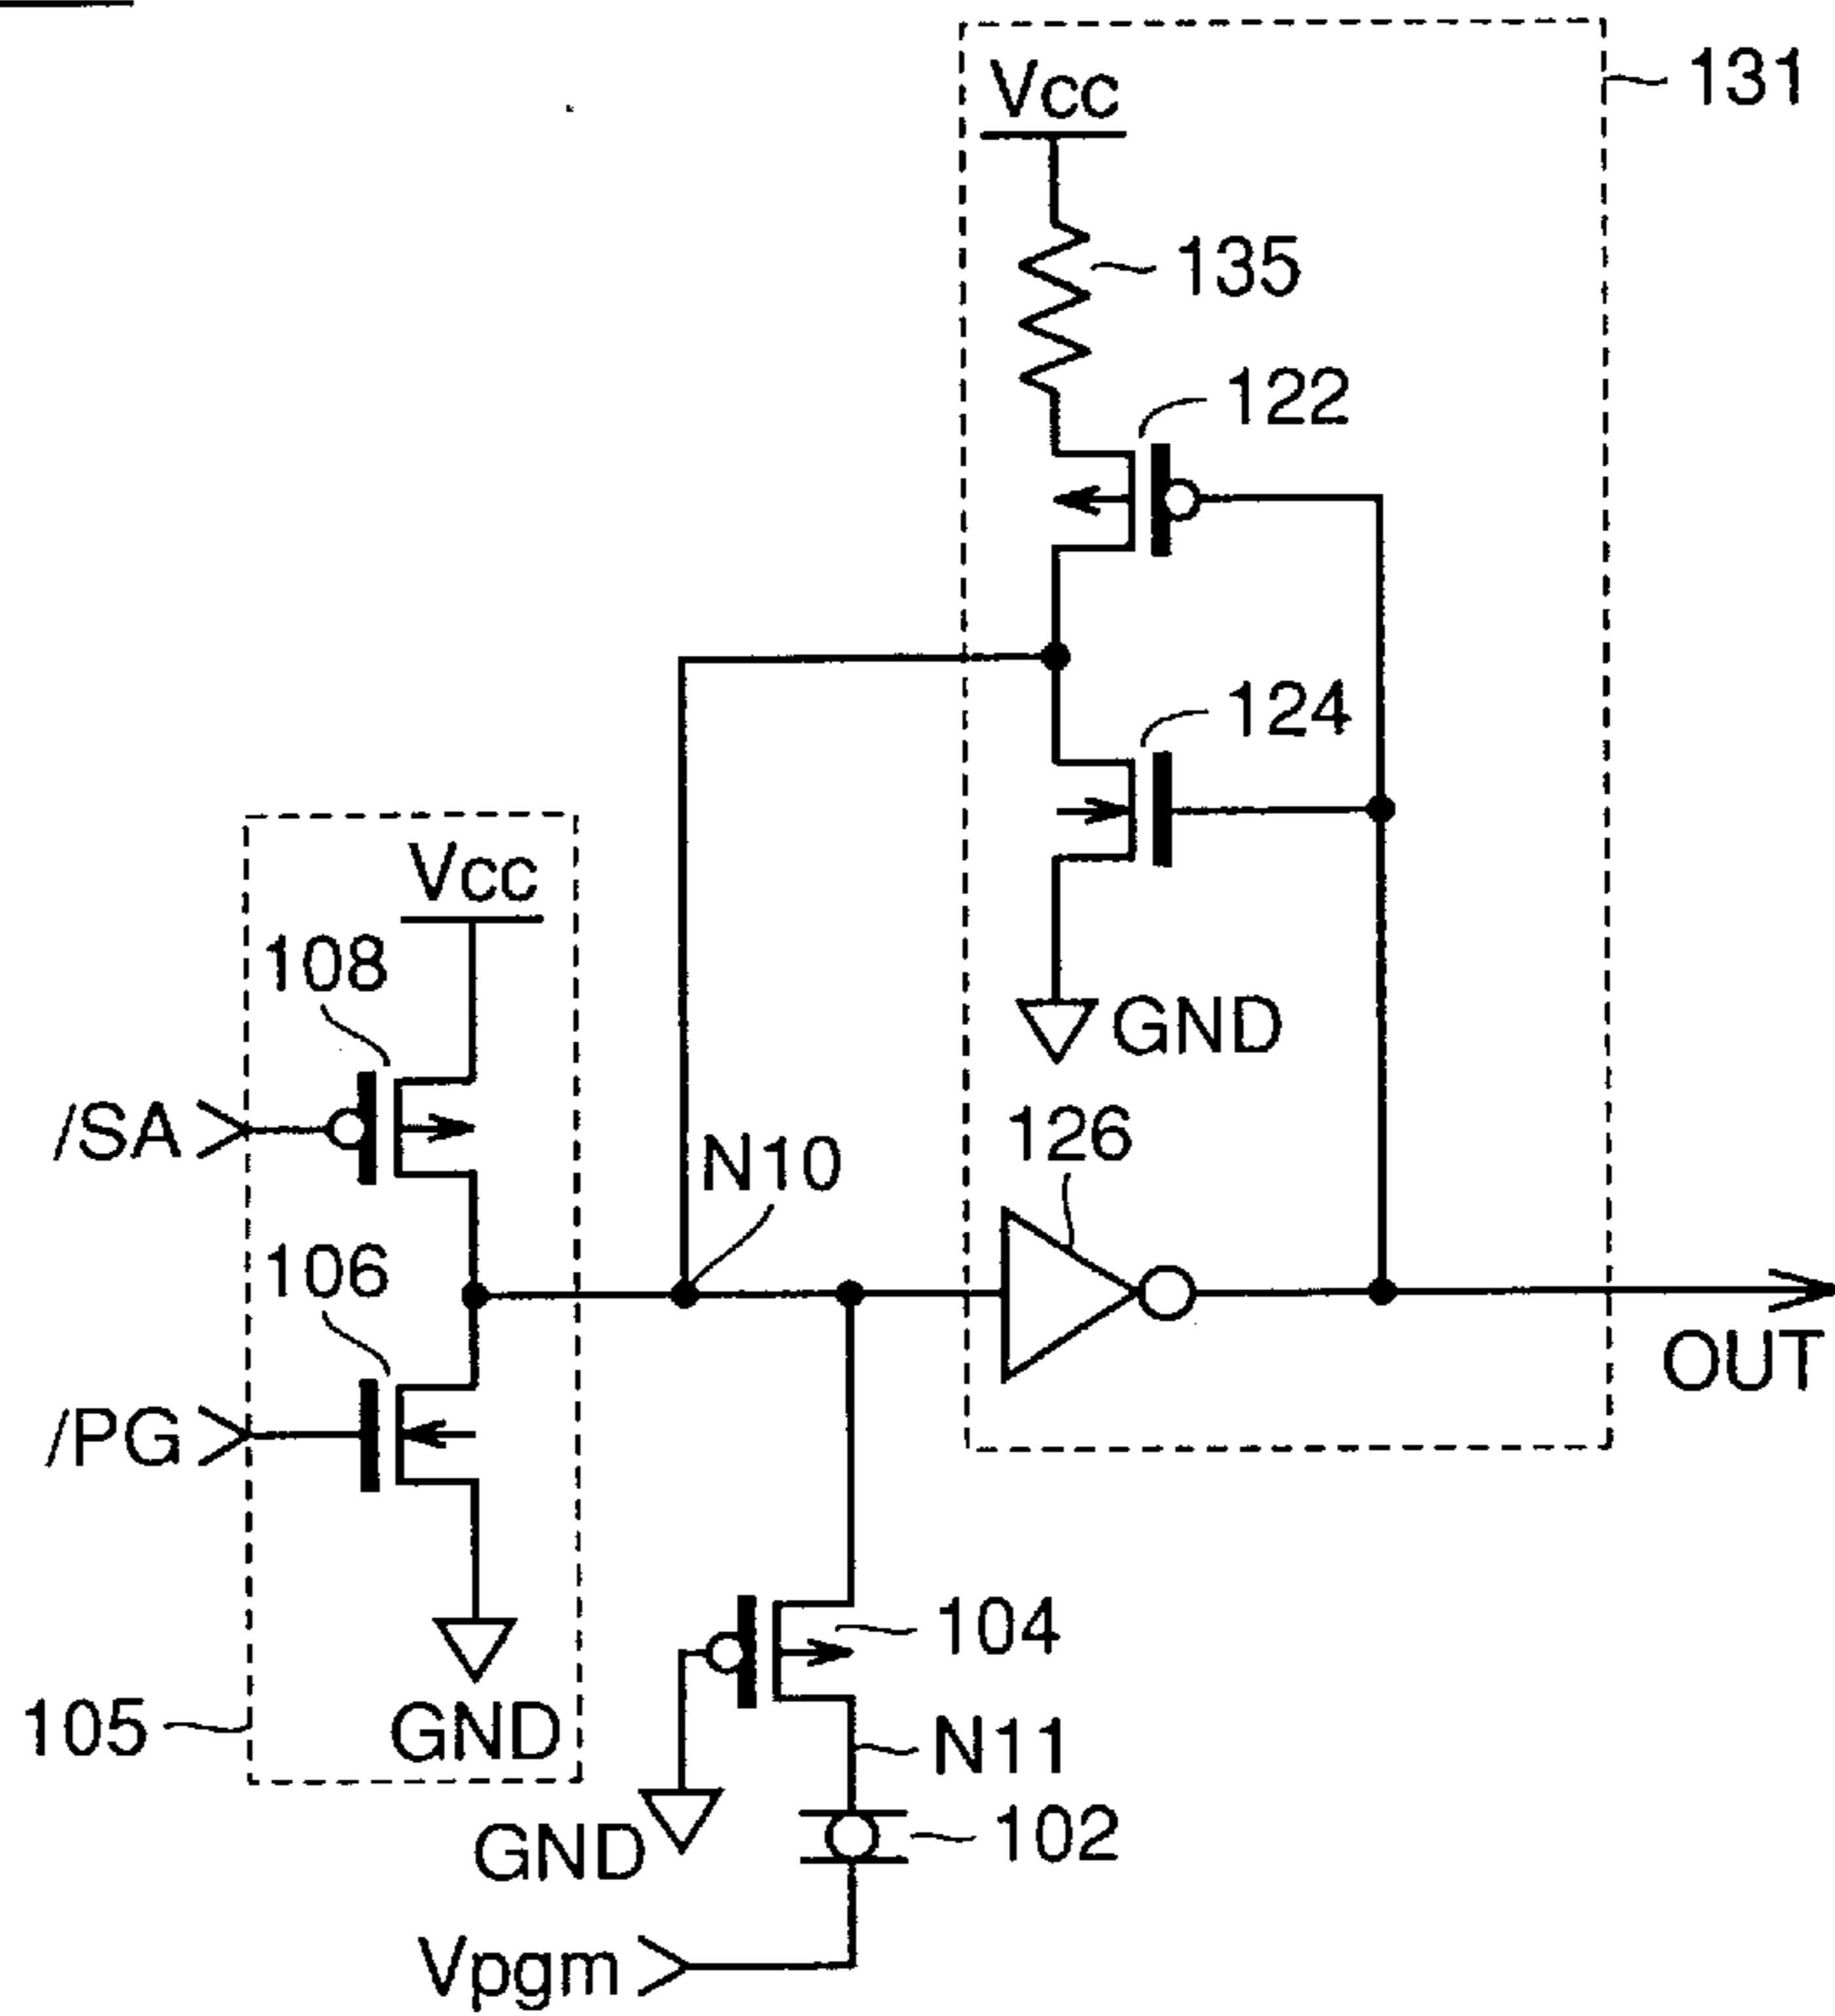 131
Vcc
135
122
124
GND
Vcc
108
/SA
N10
126
106
OUT
/PG
104
105
GND
N11
GND
102
Vpgm